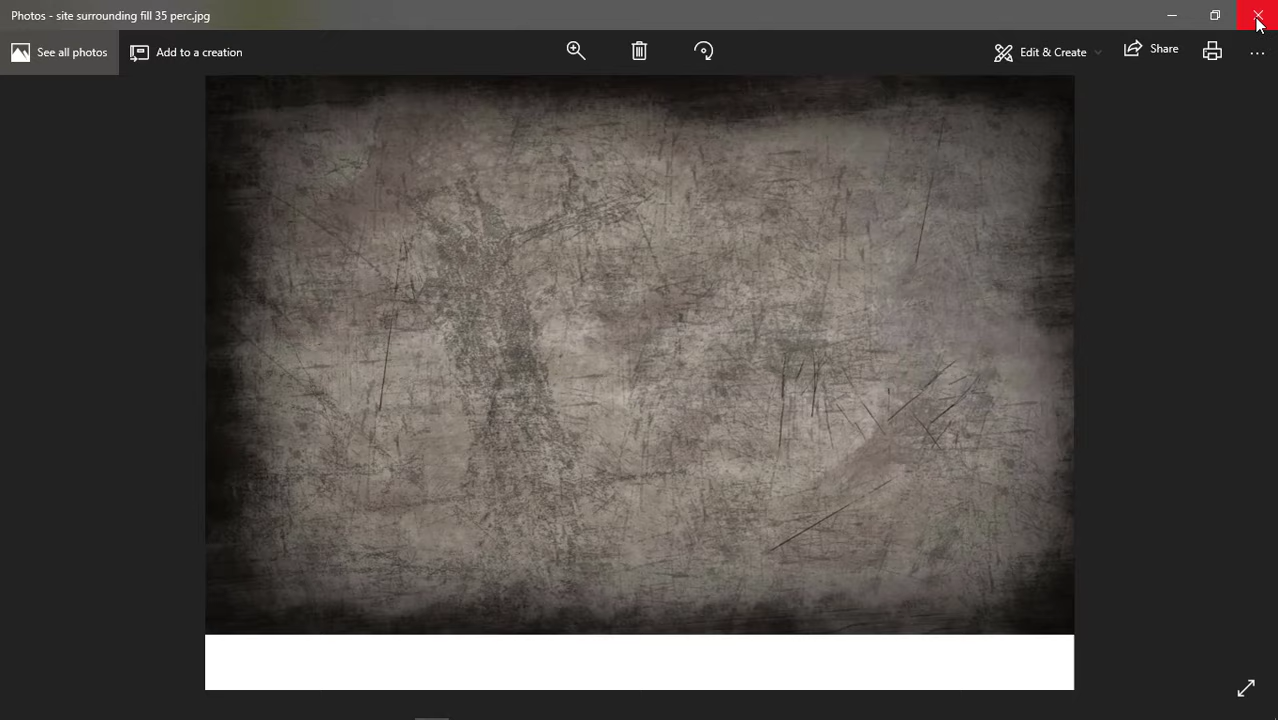 Photos - site surrounding fill 35 perc.jpg
See all photos
Add to a creation
Edit & Create
Share